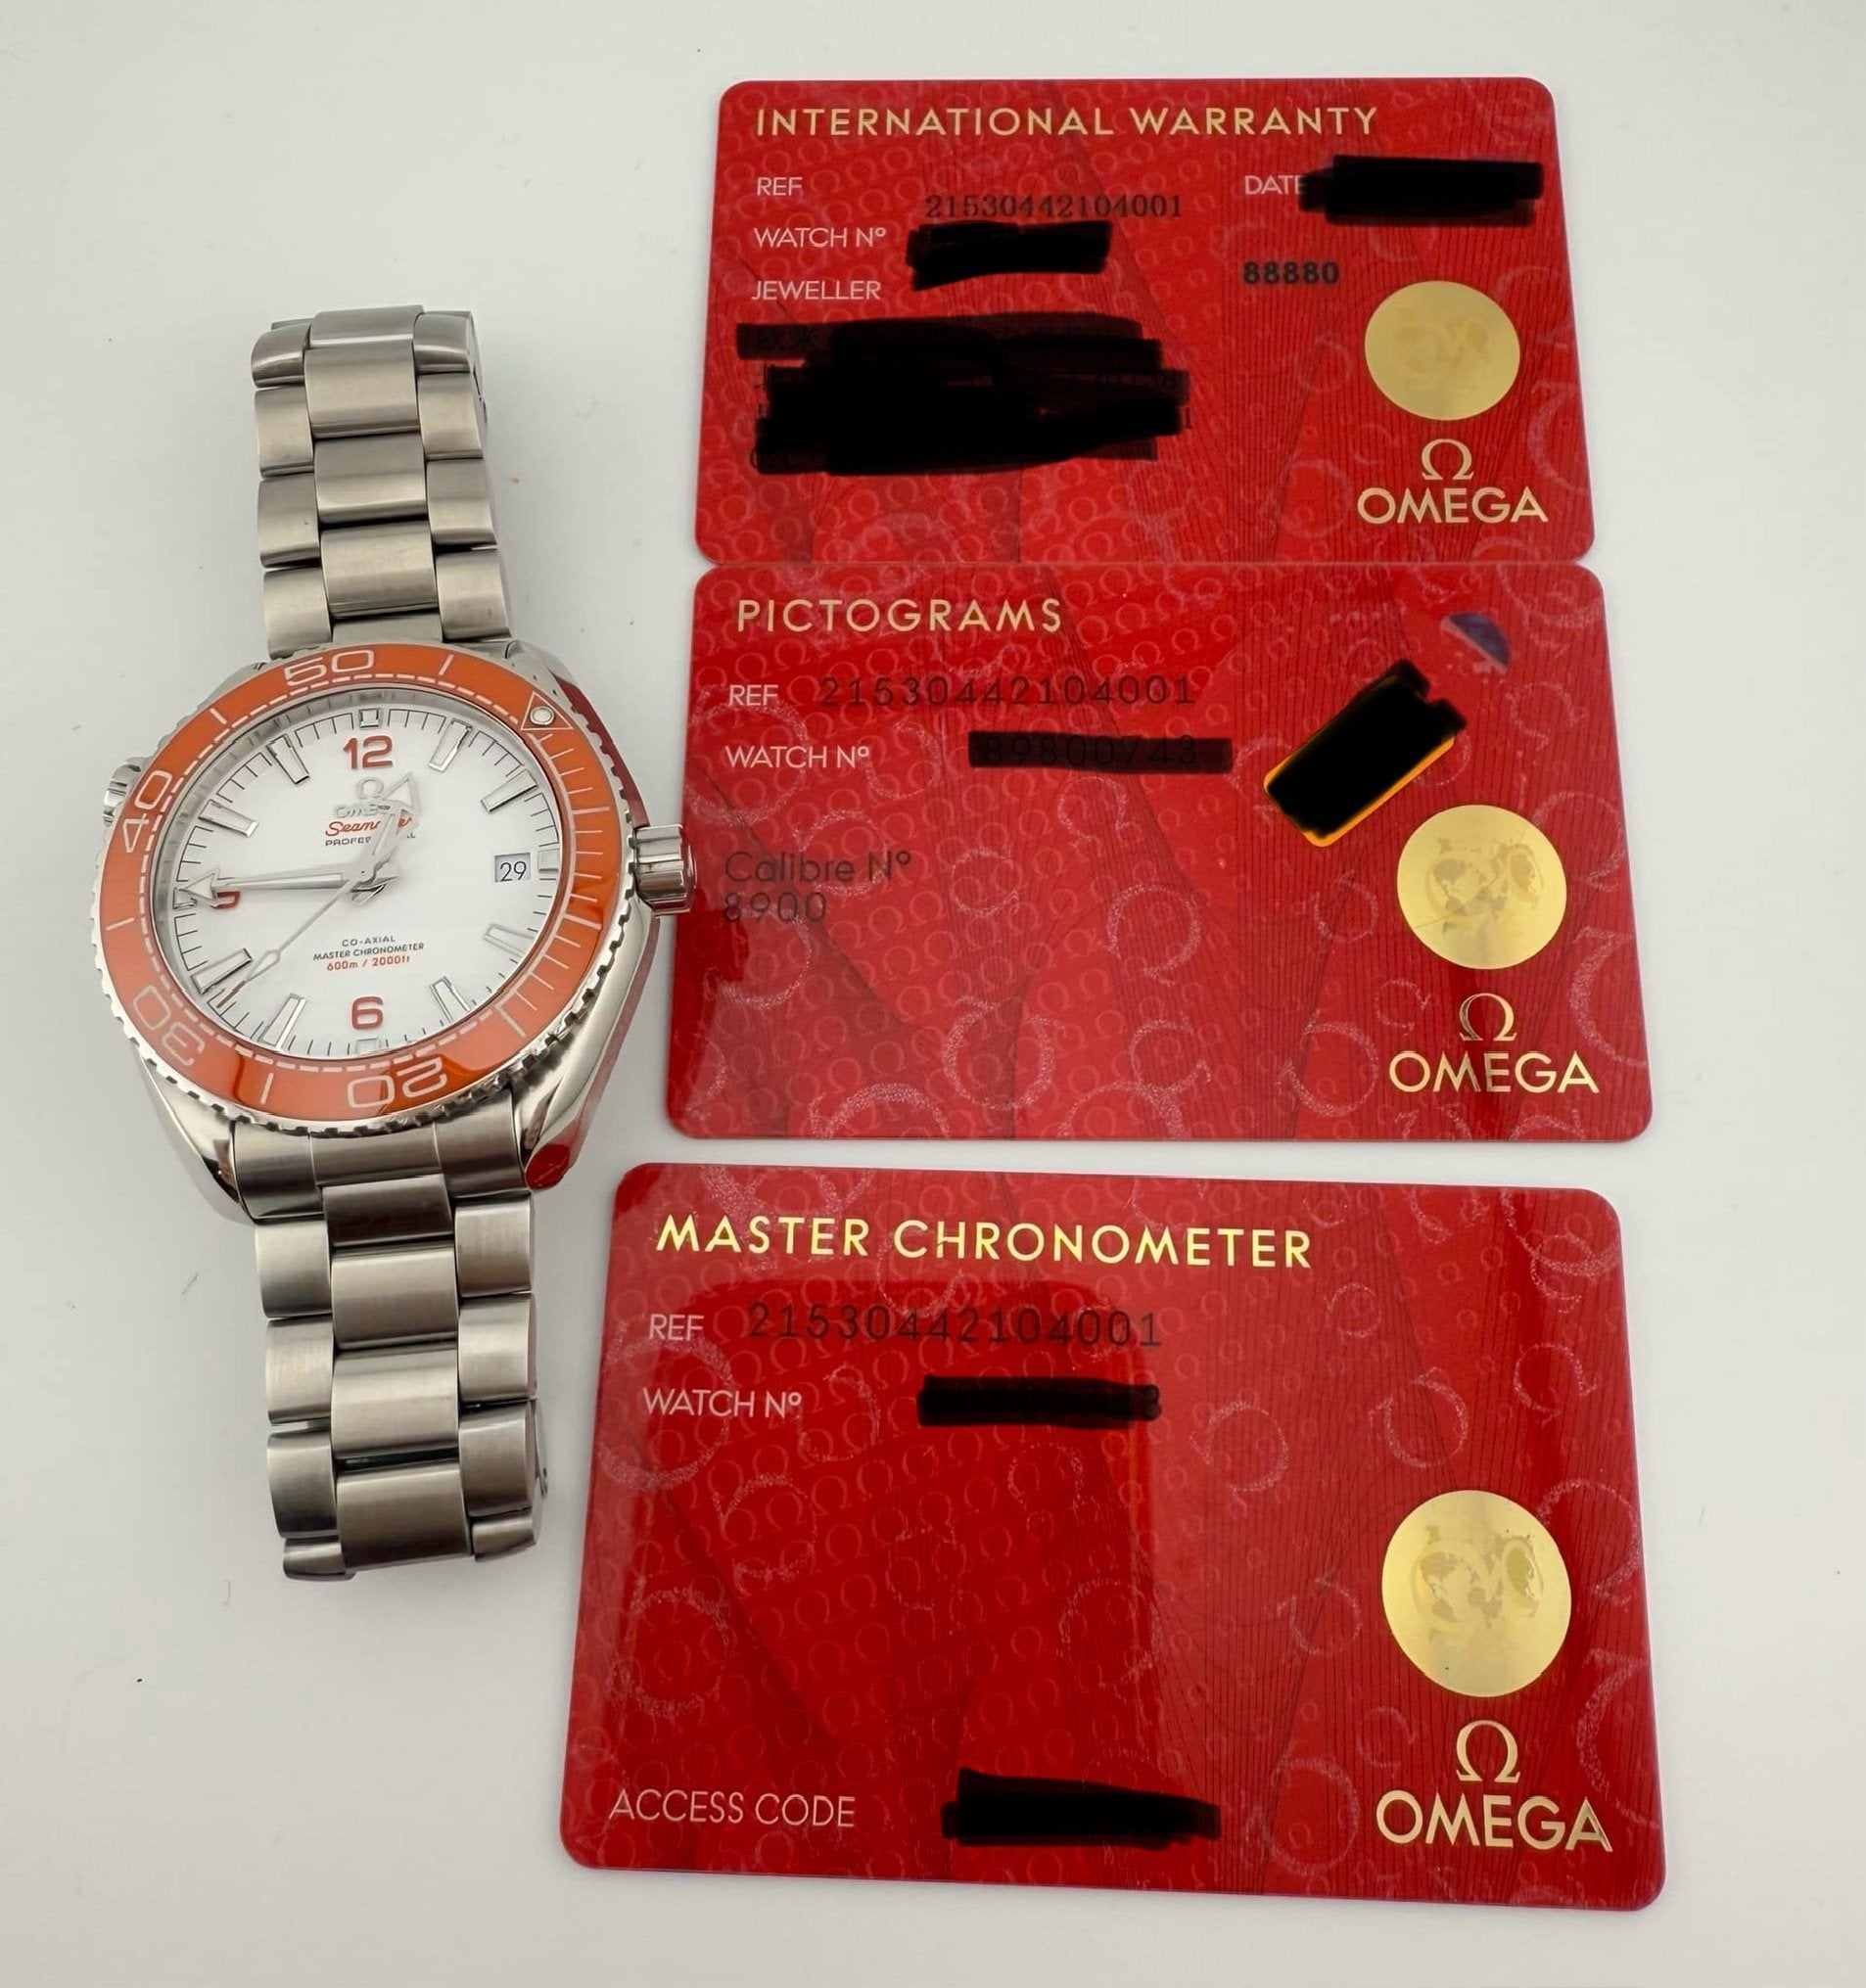 INTERNATIONAL WARRANTY
REF
21530442104001
DATE
WATCH Nº
88880
JEWELLER
Ω
OMEGA
PICTOGRAMS
REF 21530442104001
WATCH Nº
Calibre Nº
8900
Ω
OMEGA
MASTER CHRONOMETER
REF 21530442104001
WATCH Nº
ACCESS CODE
Ω
OMEGA
50
40
30
20
12
Ω
PROFES
29
CO-AXIAL
MASTER CHRONOMETER
600m / 2000ft
6